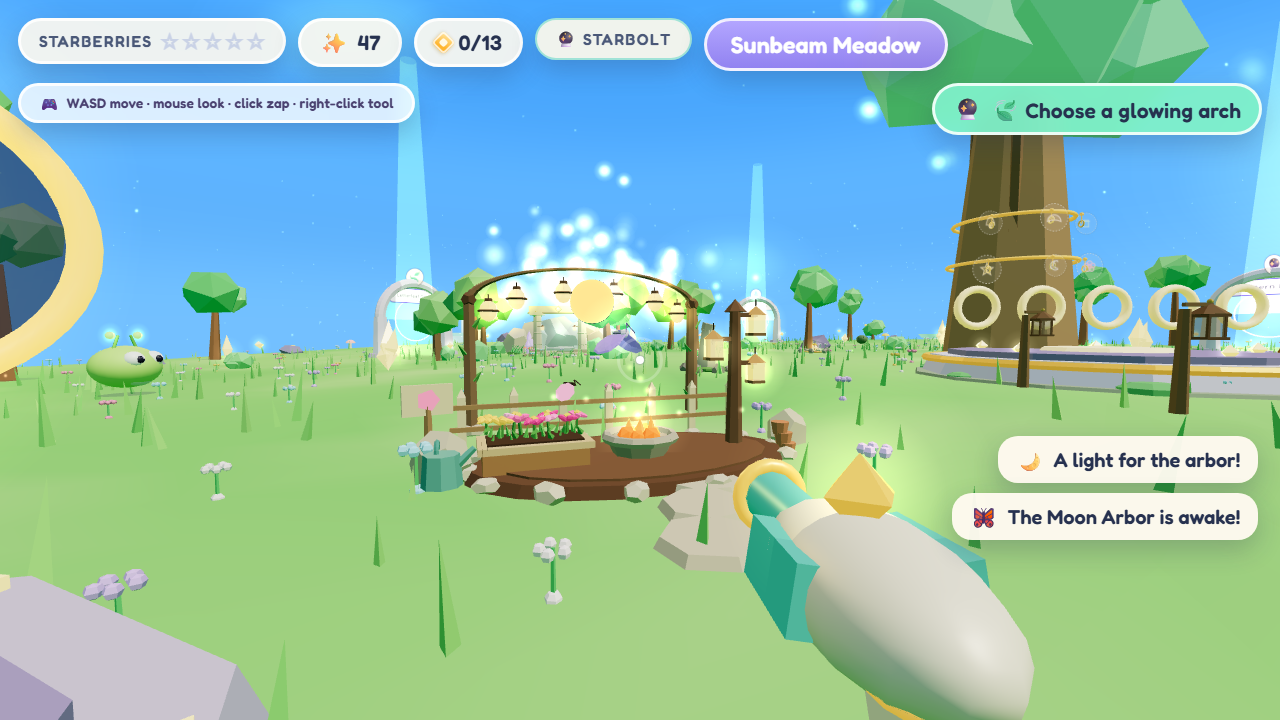 STARBERRIES
47
0/13
STARBOLT
Sunbeam Meadow
WASD move · mouse look · click zap · right-click tool
Choose a glowing arch
A light for the arbor!
The Moon Arbor is awake!